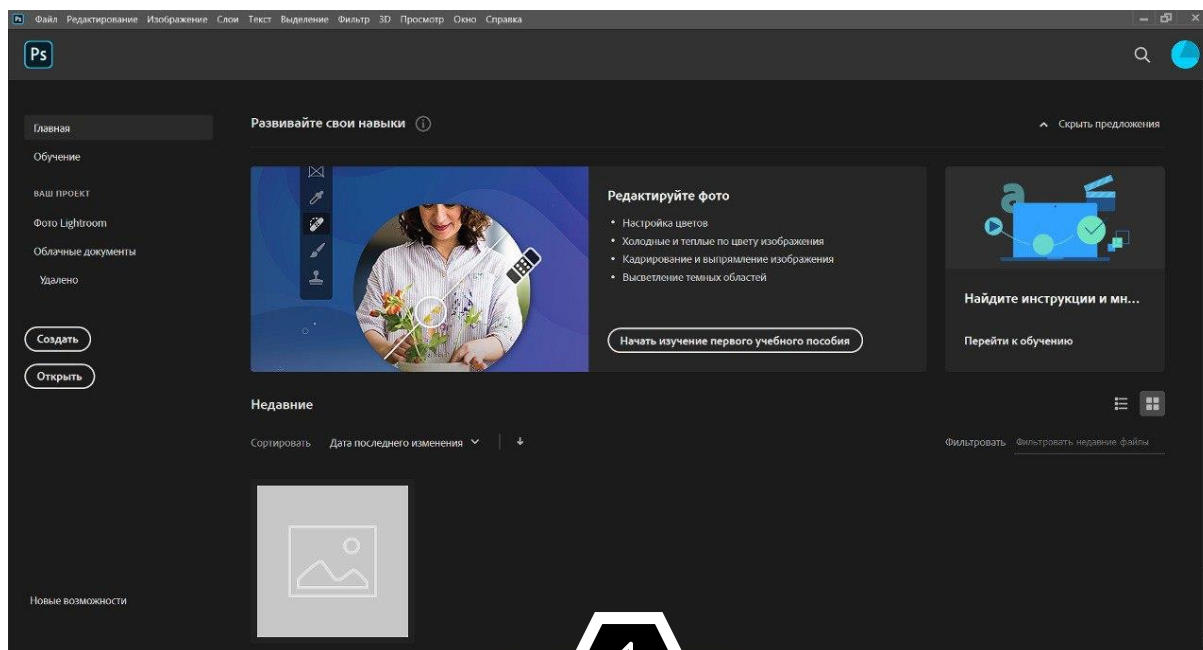 Ps Файл Редактирование Изображение Слои Текст Выделение Фильтр 3D Просмотр Окно Справка
Ps
Главная
Обучение
ВАШ ПРОЕКТ
Фото Lightroom
Облачные документы
Удалено
Создать
Открыть
Новые возможности
Развивайте свои навыки
Скрыть предложения
Редактируйте фото
• Настройка цветов
• Холодные и теплые по цвету изображения
• Кадрирование и выпрямление изображения
• Высветление темных областей
Начать изучение первого учебного пособия
a
Найдите инструкции и мн...
Перейти к обучению
Недавние
Сортировать Дата последнего изменения
Фильтровать Фильтровать недавние файлы